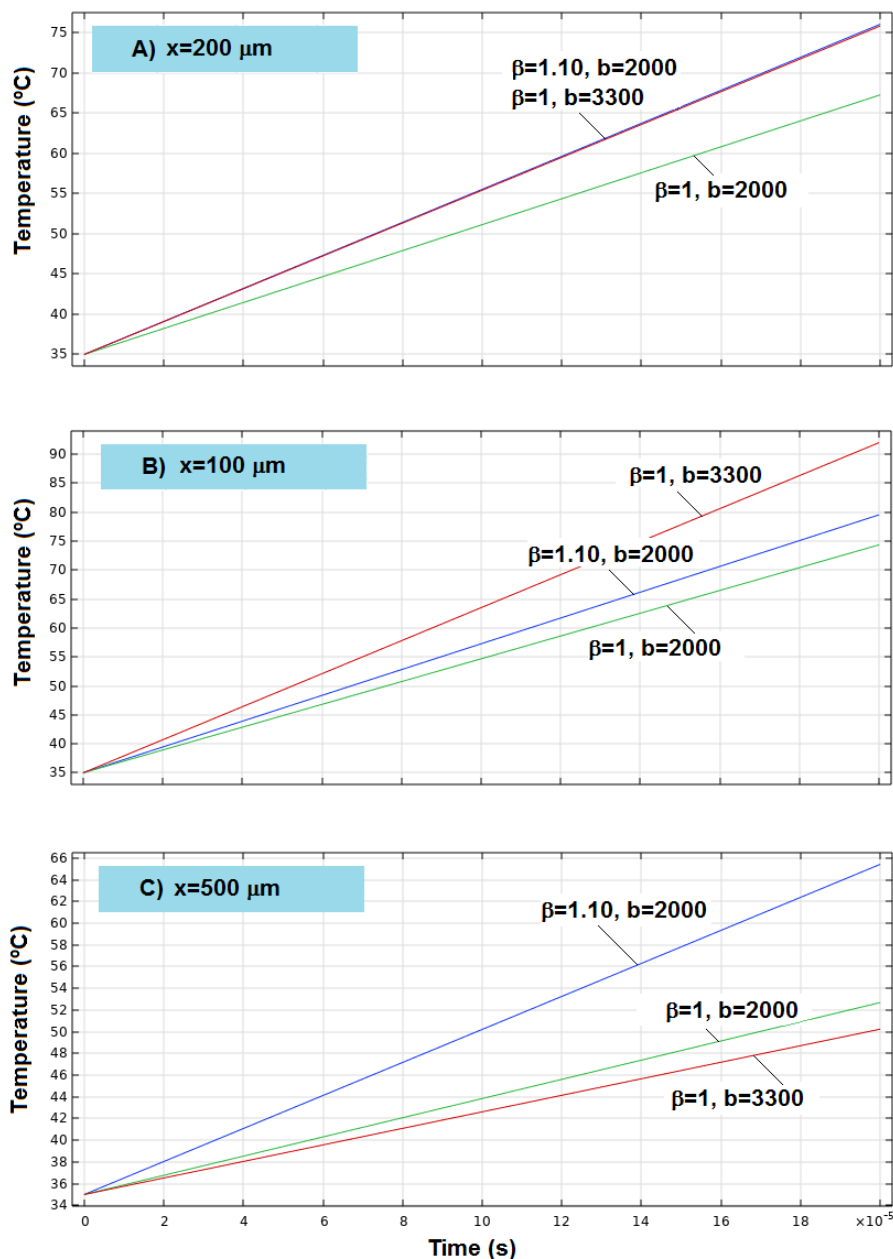 A) x=200 μm
75
70
65
60
55
50
45
40
35
Temperature (ºC)
β=1.10, b=2000
β=1, b=3300
β=1, b=2000
B) x=100 μm
90
85
80
75
70
65
60
55
50
45
40
35
Temperature (ºC)
β=1, b=3300
β=1.10, b=2000
β=1, b=2000
C) x=500 μm
66
64
62
60
58
56
54
52
50
48
46
44
42
40
38
36
34
Temperature (ºC)
β=1.10, b=2000
β=1, b=2000
β=1, b=3300
0 2 4 6 8 10 12 14 16 18 ×10⁻⁵
Time (s)